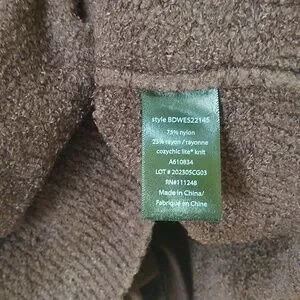 style BDWES22145
75% nylon
25% rayon / rayonne
cozychic lite® knit
A610834
LOT # 202305CG03
RN#111248
Made in China/
Fabriqué en Chine